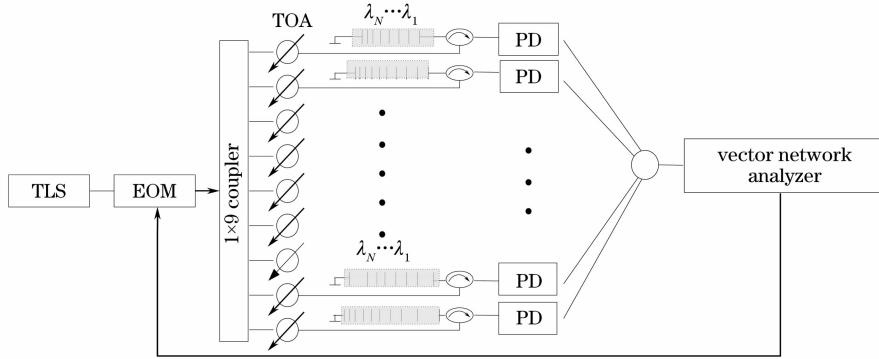 TOA
λN···λ1
PD
PD
1×9 coupler
TLS
EOM
vector network
analyzer
λN···λ1
PD
PD